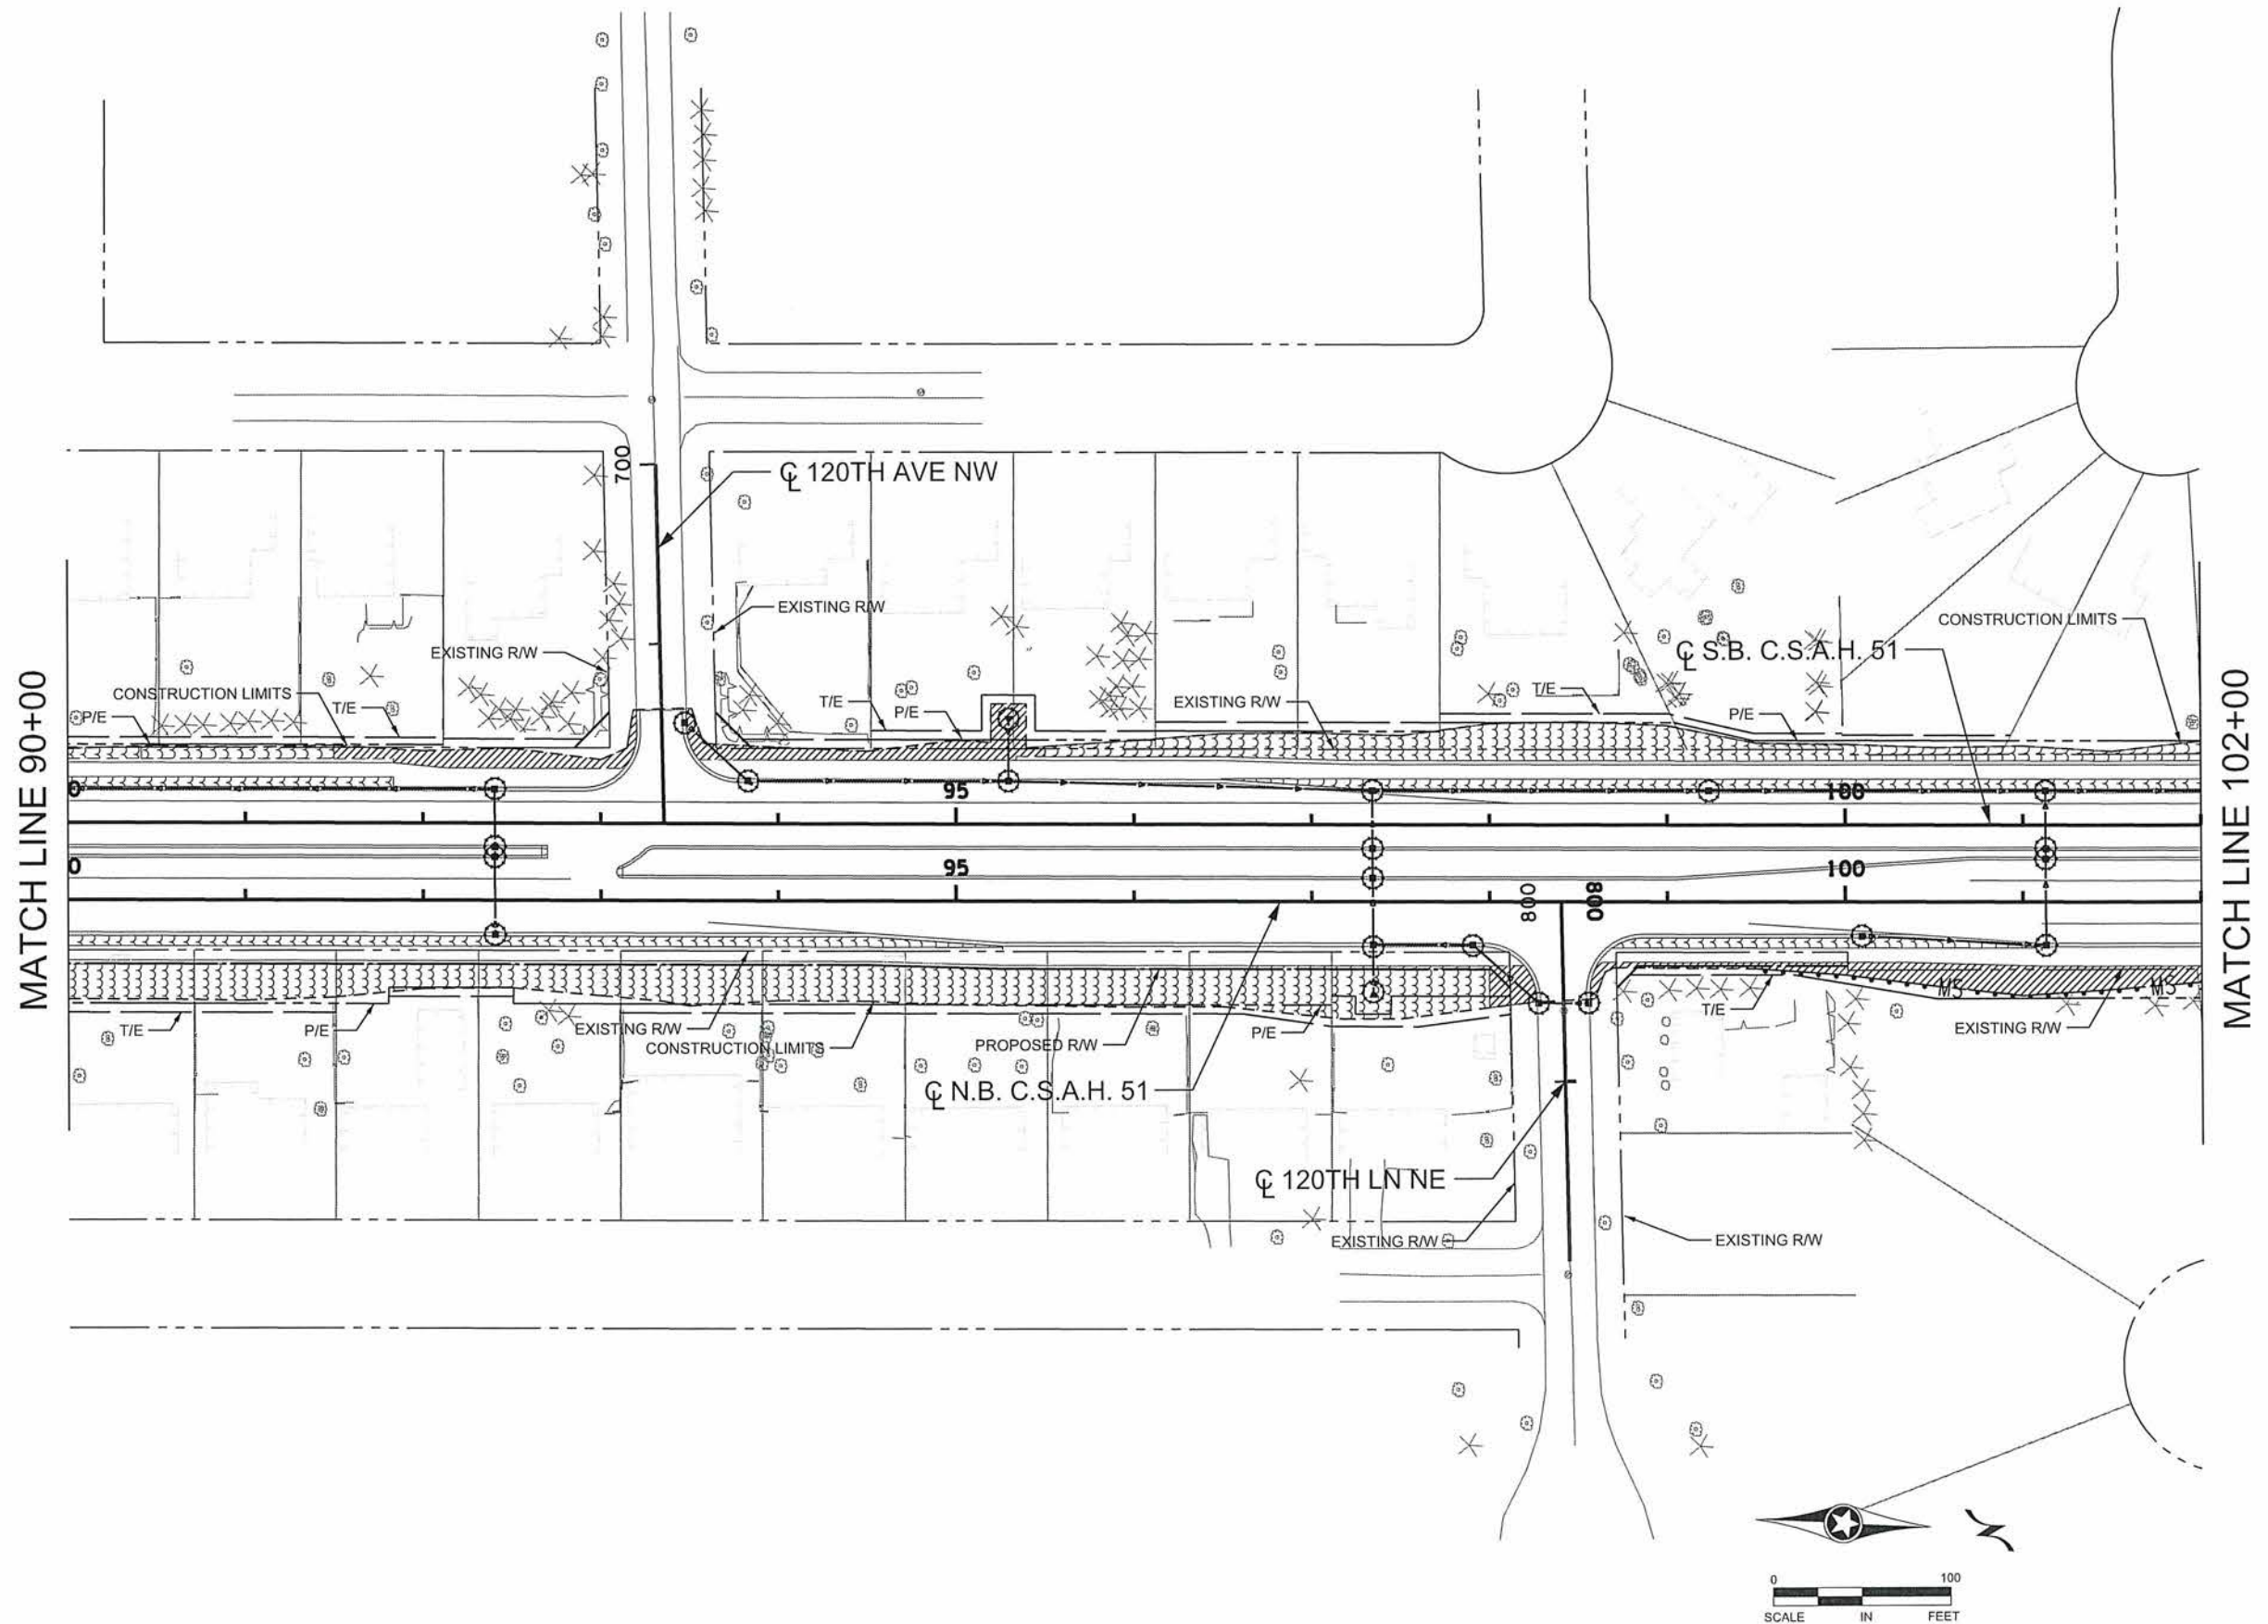 700
℄ 120TH AVE NW
EXISTING R/W
EXISTING R/W
CONSTRUCTION LIMITS
P/E
T/E
T/E
P/E
EXISTING R/W
T/E
℄ S.B. C.S.A.H. 51
CONSTRUCTION LIMITS
P/E
MATCH LINE 90+00
MATCH LINE 102+00
0
95
100
0
95
100
800
800
T/E
P/E
EXISTING R/W
CONSTRUCTION LIMITS
PROPOSED R/W
P/E
T/E
MS
MS
EXISTING R/W
℄ N.B. C.S.A.H. 51
℄ 120TH LN NE
EXISTING R/W
EXISTING R/W
0 100
SCALE IN FEET